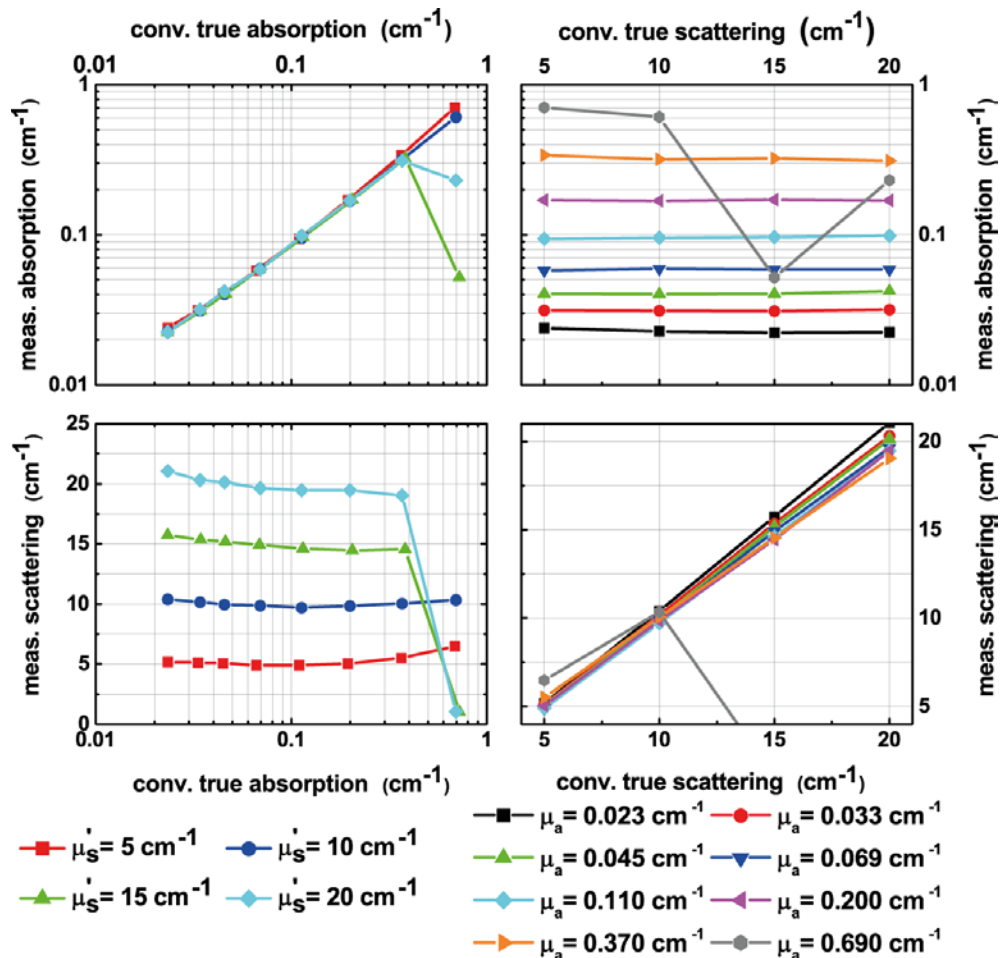 conv. true absorption (cm⁻¹) conv. true scattering (cm⁻¹)
0.01 0.1 1 5 10 15 20
1 1
0.1 0.1
0.01 0.01
meas. absorption (cm⁻¹)
meas. absorption (cm⁻¹)
25
20 20
15 15
10 10
5 5
0
meas. scattering (cm⁻¹)
meas. scattering (cm⁻¹)
0.01 0.1 1 5 10 15 20
conv. true absorption (cm⁻¹) conv. true scattering (cm⁻¹)
μs' = 5 cm⁻¹ μs' = 10 cm⁻¹
μs' = 15 cm⁻¹ μs' = 20 cm⁻¹
μa = 0.023 cm⁻¹ μa = 0.033 cm⁻¹
μa = 0.045 cm⁻¹ μa = 0.069 cm⁻¹
μa = 0.110 cm⁻¹ μa = 0.200 cm⁻¹
μa = 0.370 cm⁻¹ μa = 0.690 cm⁻¹